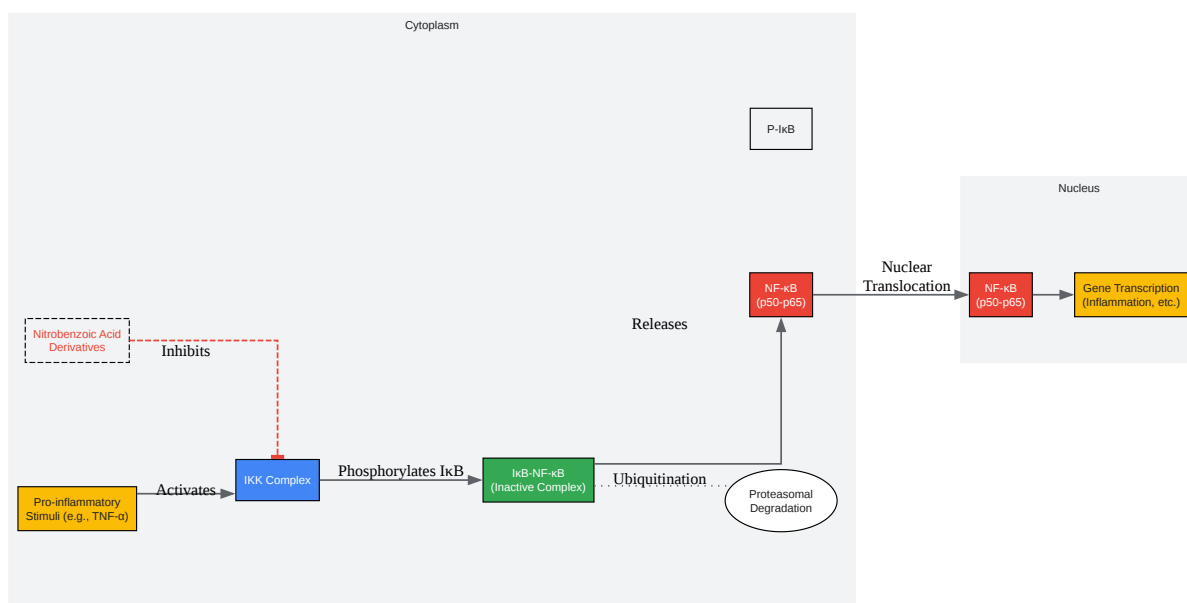 Cytoplasm
P-IκB
Nucleus
Nuclear
Translocation
NF-κB
(p50-p65)
NF-κB
(p50-p65)
Gene Transcription
(Inflammation, etc.)
Releases
Nitrobenzoic Acid
Derivatives
Inhibits
Phosphorylates IκB
IKK Complex
IκB-NF-κB
(Inactive Complex)
Ubiquitination
Activates
Pro-inflammatory
Stimuli (e.g., TNF-α)
Proteasomal
Degradation